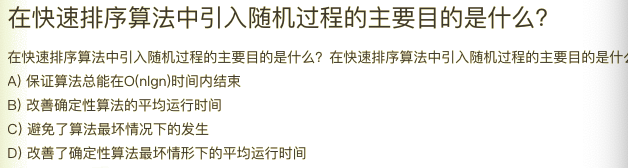 在快速排序算法中引入随机过程的主要目的是什么?
在快速排序算法中引入随机过程的主要目的是什么? 在快速排序算法中引入随机过程的主要目的是什
A) 保证算法总能在O(nlgn)时间内结束
B) 改善确定性算法的平均运行时间
C) 避免了算法最坏情况下的发生
D) 改善了确定性算法最坏情形下的平均运行时间